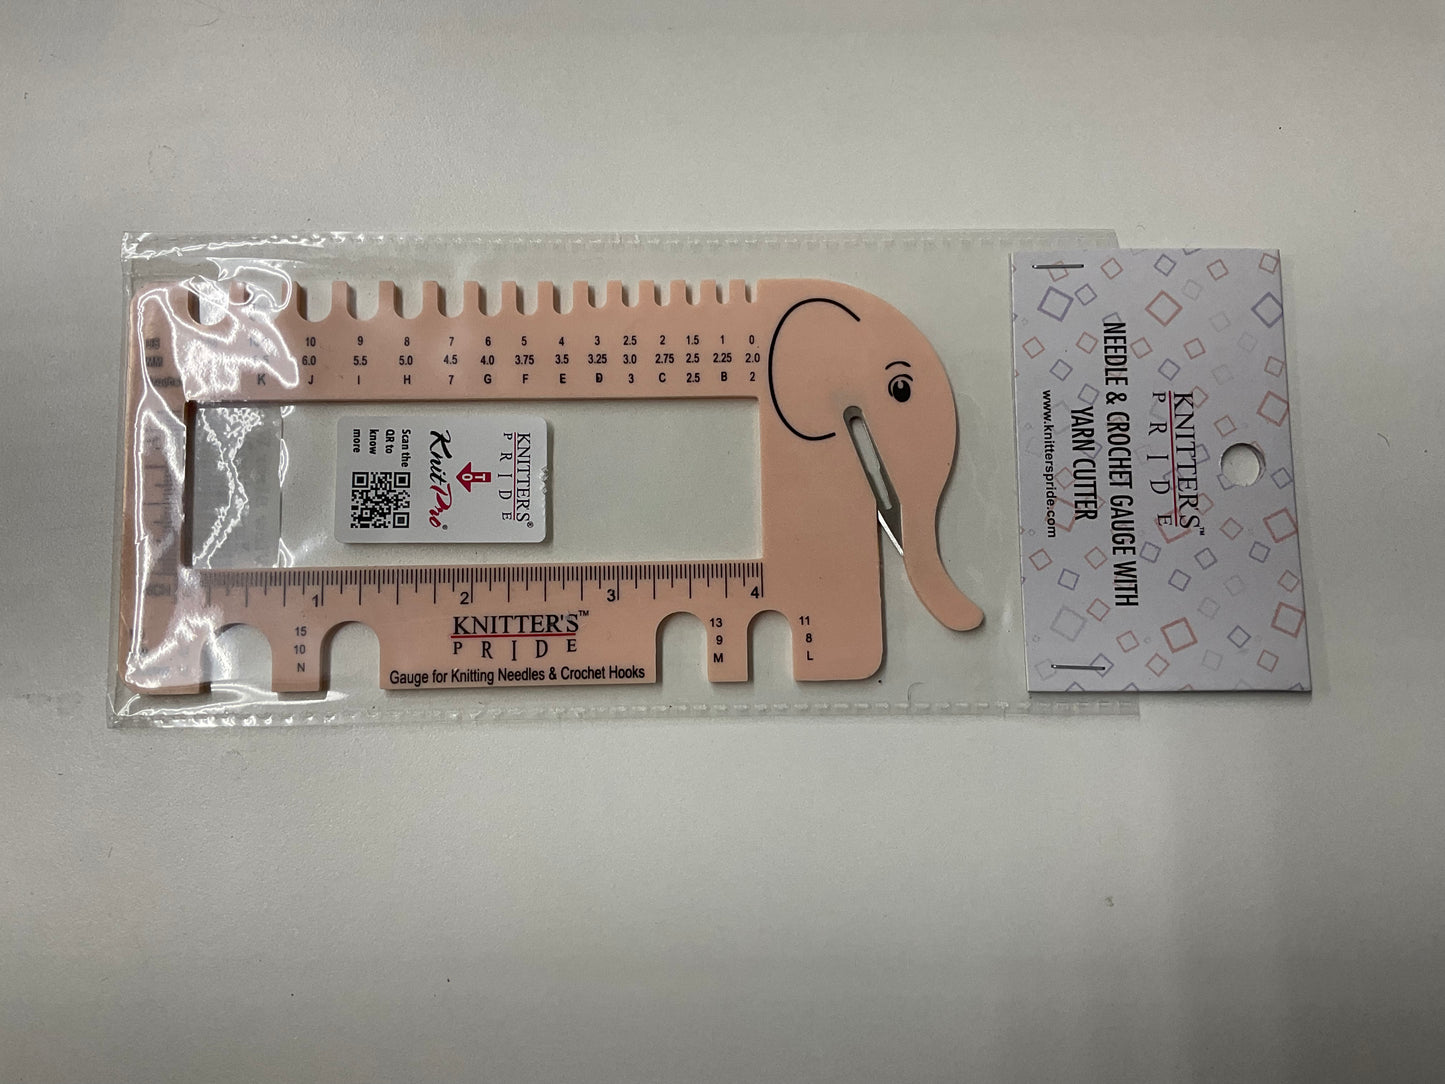 10 9 8 7 6 5 4 3 2.5 2 1.5 1 0
6.0 5.5 5.0 4.5 4.0 3.75 3.5 3.25 3.0 2.75 2.5 2.25 2.0
K J I H 7 G F E D 3 C 2.5 B 2
KNITTER'S®
PRIDE
TO
KnitPro®
Scan the
QR to
know
more
1 2 3 4
15
10
N
KNITTER'S™
PRIDE
Gauge for Knitting Needles & Crochet Hooks
13
9
M
11
8
L
KNITTER'S™
PRIDE
NEEDLE & CROCHET GAUGE WITH
YARN CUTTER
www.knitterspride.com